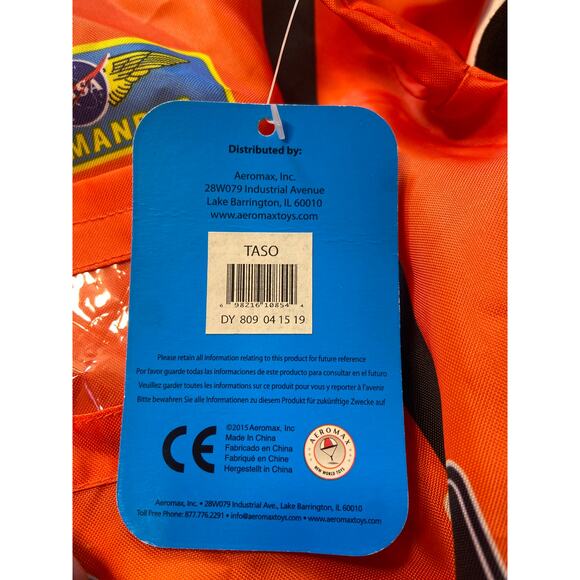 MANE
Distributed by:
Aeromax, Inc.
28W079 Industrial Avenue
Lake Barrington, IL 60010
www.aeromaxtoys.com
TASO
6 98216 10854 4
DY 809 04 15 19
Please retain all information relating to this product for future reference
Por favor guarde todas las informaciones de este producto para consultar en el futuro
Veuillez garder toutes les informations sur ce produit pour vous y reporter à l'avenir
Bitte bewahren Sie alle Informationen zu diesem Produkt für zukünftige Zwecke auf
CE
©2015 Aeromax, Inc
Made In China
Fabricado en China
Fabriqué en Chine
Hergestellt in China
AEROMAX
NEW WORLD TOYS
Aeromax, Inc. • 28W079 Industrial Ave., Lake Barrington, IL 60010
Toll Free Phone: 877.776.2291 • info@aeromaxtoys.com • www.aeromaxtoys.com